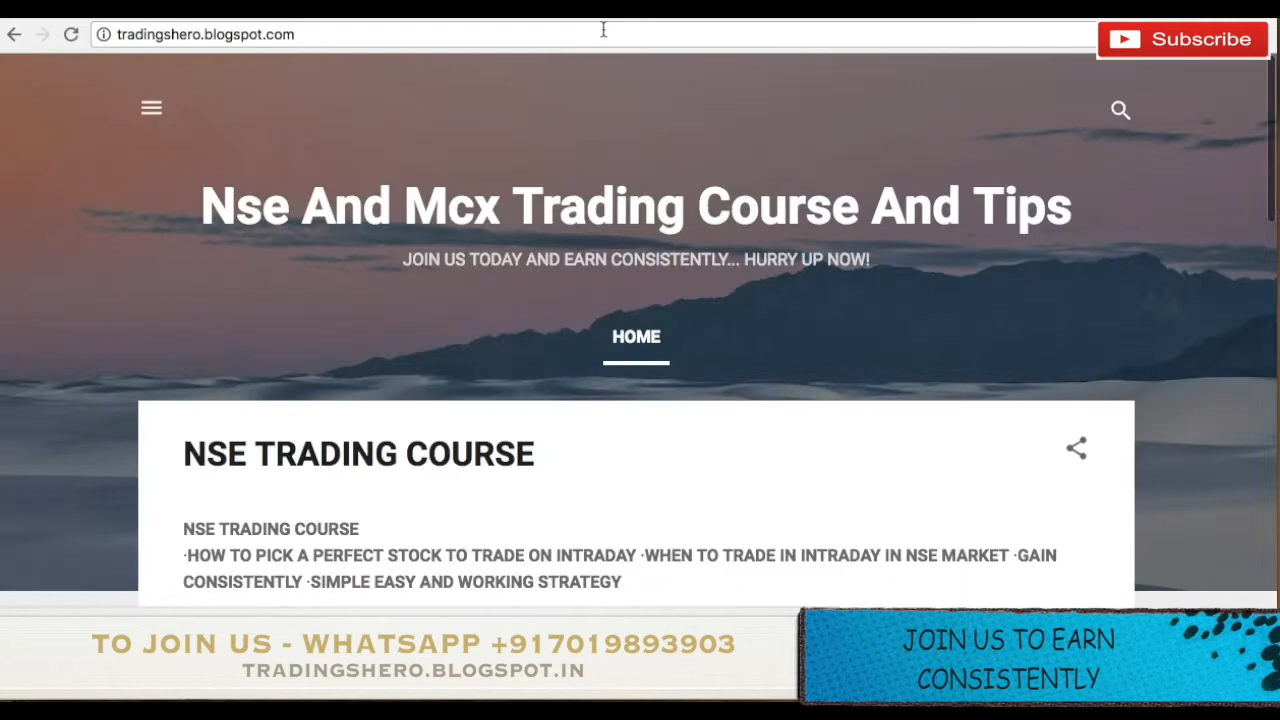 tradingshero.blogspot.com
Subscribe
Nse And Mcx Trading Course And Tips
JOIN US TODAY AND EARN CONSISTENTLY... HURRY UP NOW!
HOME
NSE TRADING COURSE
NSE TRADING COURSE
·HOW TO PICK A PERFECT STOCK TO TRADE ON INTRADAY ·WHEN TO TRADE IN INTRADAY IN NSE MARKET ·GAIN
CONSISTENTLY ·SIMPLE EASY AND WORKING STRATEGY
TO JOIN US - WHATSAPP +917019893903
TRADINGSHERO.BLOGSPOT.IN
JOIN US TO EARN
CONSISTENTLY